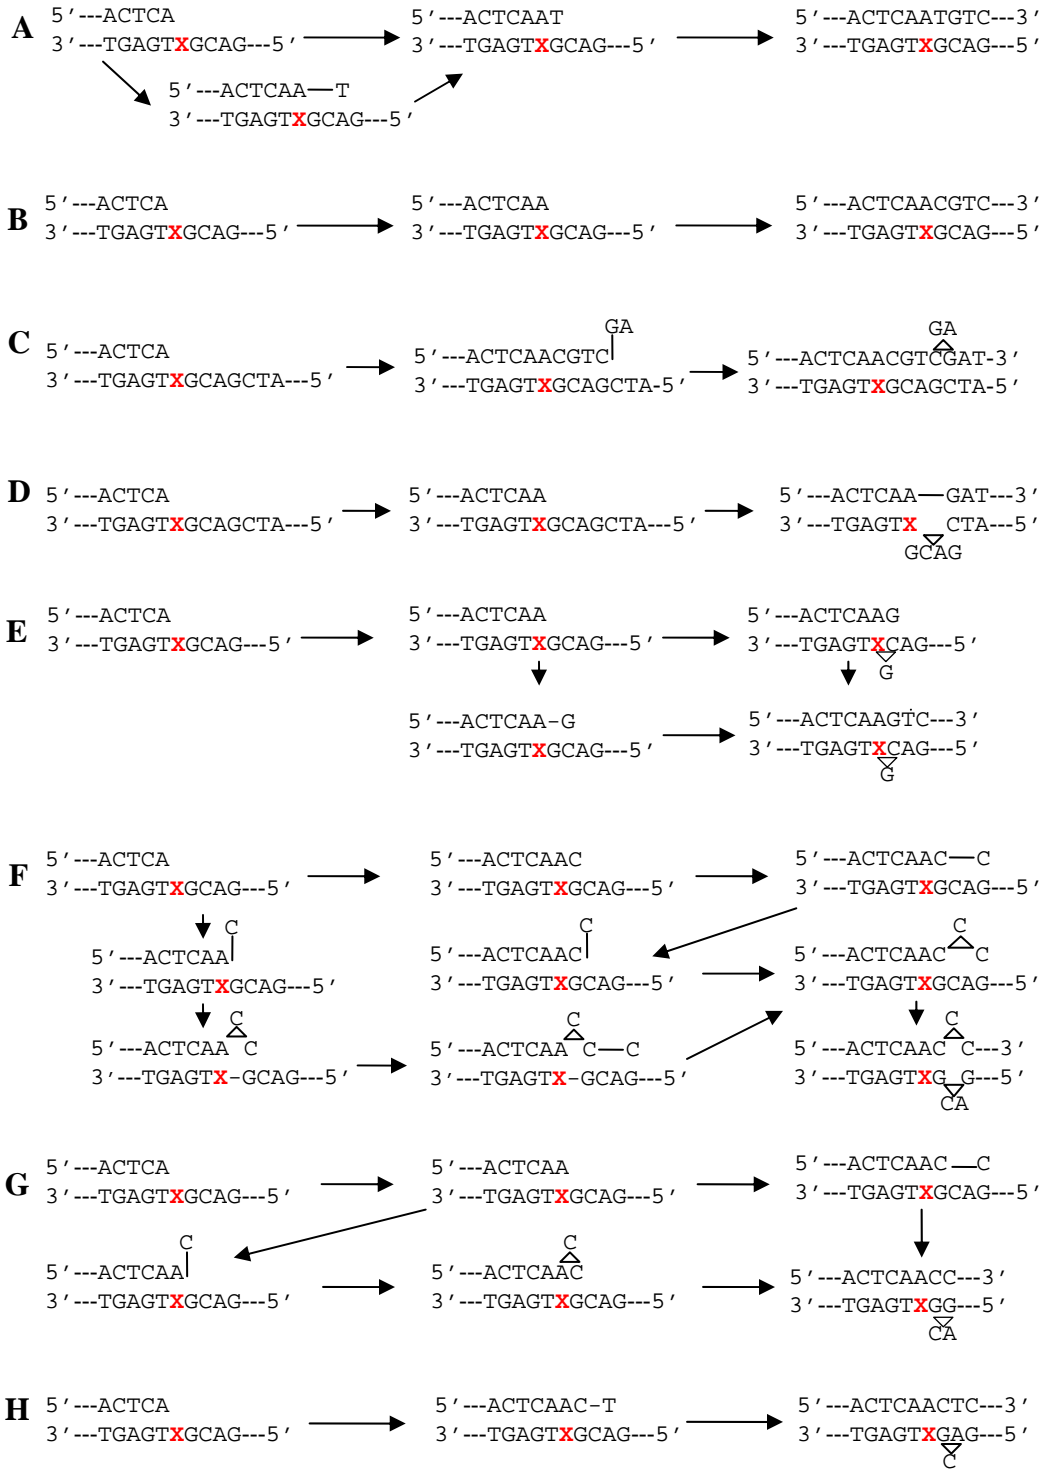 A 5′---ACTCA 5′---ACTCAAT 5′---ACTCAATGTC---3′
3′---TGAGTXGCAG---5′ 3′---TGAGTXGCAG---5′ 3′---TGAGTXGCAG---5′
5′---ACTCAA—T
3′---TGAGTXGCAG---5′
B 5′---ACTCA 5′---ACTCAA 5′---ACTCAACGTC---3′
3′---TGAGTXGCAG---5′ 3′---TGAGTXGCAG---5′ 3′---TGAGTXGCAG---5′
GA GA
C 5′---ACTCA 5′---ACTCAACGTC 5′---ACTCAACGTCGAT-3′
3′---TGAGTXGCAGCTA---5′ 3′---TGAGTXGCAGCTA-5′ 3′---TGAGTXGCAGCTA-5′
D 5′---ACTCA 5′---ACTCAA 5′---ACTCAA—GAT---3′
3′---TGAGTXGCAGCTA---5′ 3′---TGAGTXGCAGCTA---5′ 3′---TGAGTX CTA---5′
GCAG
E 5′---ACTCA 5′---ACTCAA 5′---ACTCAAG
3′---TGAGTXGCAG---5′ 3′---TGAGTXGCAG---5′ 3′---TGAGTXCAG---5′
G
5′---ACTCAA-G 5′---ACTCAAGTC---3′
3′---TGAGTXGCAG---5′ 3′---TGAGTXCAG---5′
G
F 5′---ACTCA 5′---ACTCAAC 5′---ACTCAAC—C
3′---TGAGTXGCAG---5′ 3′---TGAGTXGCAG---5′ 3′---TGAGTXGCAG---5′
C C C
5′---ACTCAA 5′---ACTCAAC 5′---ACTCAAC C
3′---TGAGTXGCAG---5′ 3′---TGAGTXGCAG---5′ 3′---TGAGTXGCAG---5′
C C C
5′---ACTCAA C 5′---ACTCAA C—C 5′---ACTCAAC C---3′
3′---TGAGTX-GCAG---5′ 3′---TGAGTX-GCAG---5′ 3′---TGAGTXG G---5′
CA
G 5′---ACTCA 5′---ACTCAA 5′---ACTCAAC —C
3′---TGAGTXGCAG---5′ 3′---TGAGTXGCAG---5′ 3′---TGAGTXGCAG---5′
C C
5′---ACTCAA 5′---ACTCAAC 5′---ACTCAACC---3′
3′---TGAGTXGCAG---5′ 3′---TGAGTXGCAG---5′ 3′---TGAGTXGG---5′
CA
H 5′---ACTCA 5′---ACTCAAC-T 5′---ACTCAACTC---3′
3′---TGAGTXGCAG---5′ 3′---TGAGTXGCAG---5′ 3′---TGAGTXGAG---5′
C